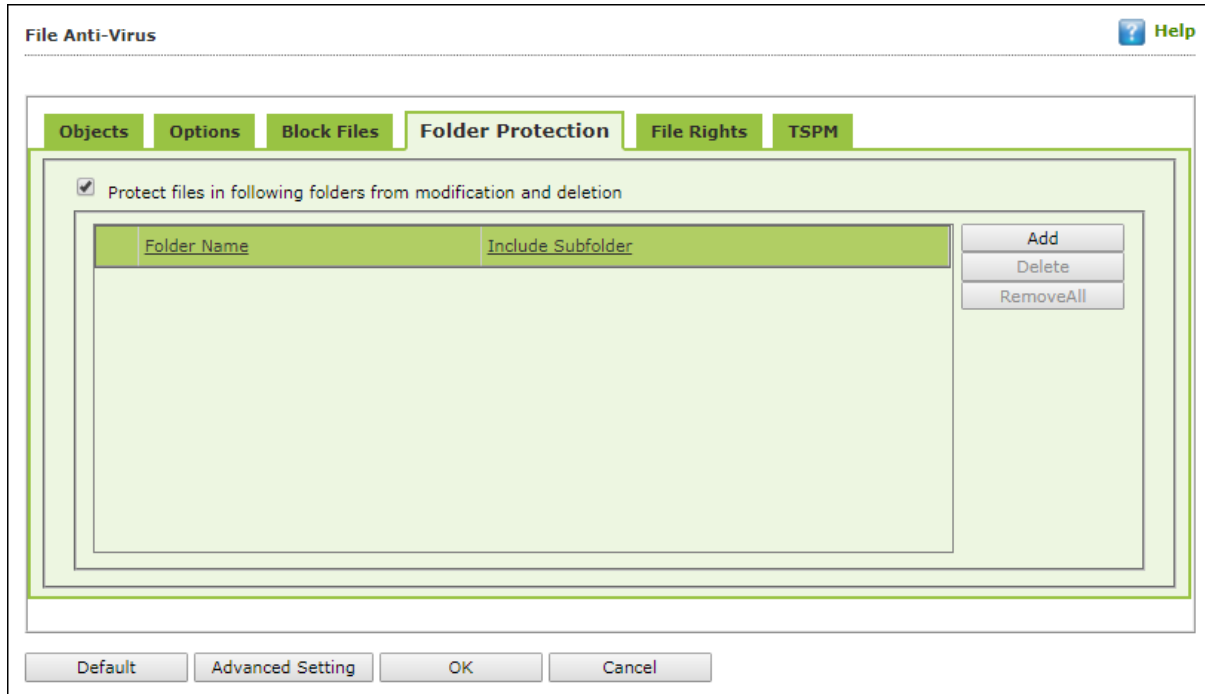 File Anti-Virus
Help
Objects Options Block Files Folder Protection File Rights TSPM
Protect files in following folders from modification and deletion
Folder Name Include Subfolder
Add
Delete
RemoveAll
Default Advanced Setting OK Cancel